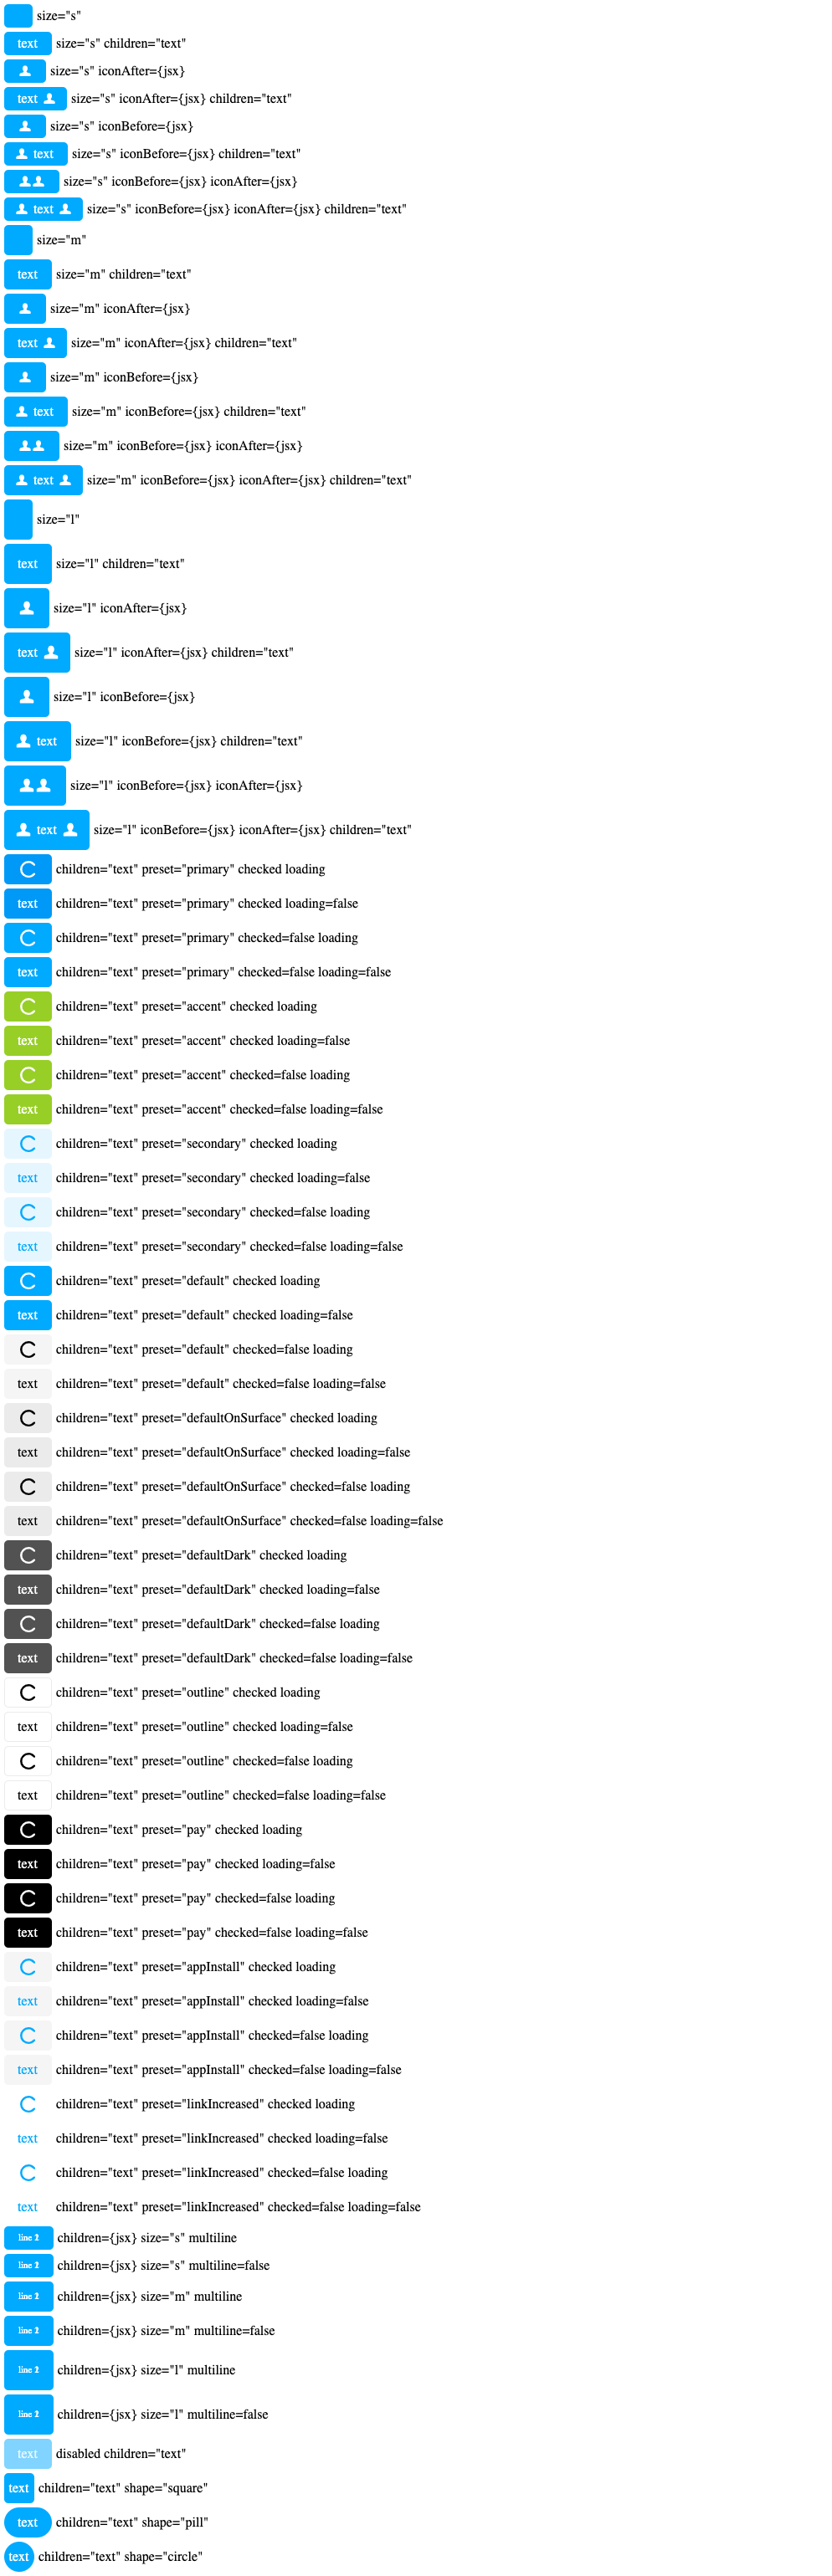 size="s"
text size="s" children="text"
size="s" iconAfter={jsx}
text size="s" iconAfter={jsx} children="text"
size="s" iconBefore={jsx}
text size="s" iconBefore={jsx} children="text"
size="s" iconBefore={jsx} iconAfter={jsx}
text size="s" iconBefore={jsx} iconAfter={jsx} children="text"
size="m"
text size="m" children="text"
size="m" iconAfter={jsx}
text size="m" iconAfter={jsx} children="text"
size="m" iconBefore={jsx}
text size="m" iconBefore={jsx} children="text"
size="m" iconBefore={jsx} iconAfter={jsx}
text size="m" iconBefore={jsx} iconAfter={jsx} children="text"
size="l"
text size="l" children="text"
size="l" iconAfter={jsx}
text size="l" iconAfter={jsx} children="text"
size="l" iconBefore={jsx}
text size="l" iconBefore={jsx} children="text"
size="l" iconBefore={jsx} iconAfter={jsx}
text size="l" iconBefore={jsx} iconAfter={jsx} children="text"
children="text" preset="primary" checked loading
text children="text" preset="primary" checked loading=false
children="text" preset="primary" checked=false loading
text children="text" preset="primary" checked=false loading=false
children="text" preset="accent" checked loading
text children="text" preset="accent" checked loading=false
children="text" preset="accent" checked=false loading
text children="text" preset="accent" checked=false loading=false
children="text" preset="secondary" checked loading
text children="text" preset="secondary" checked loading=false
children="text" preset="secondary" checked=false loading
text children="text" preset="secondary" checked=false loading=false
children="text" preset="default" checked loading
text children="text" preset="default" checked loading=false
children="text" preset="default" checked=false loading
text children="text" preset="default" checked=false loading=false
children="text" preset="defaultOnSurface" checked loading
text children="text" preset="defaultOnSurface" checked loading=false
children="text" preset="defaultOnSurface" checked=false loading
text children="text" preset="defaultOnSurface" checked=false loading=false
children="text" preset="defaultDark" checked loading
text children="text" preset="defaultDark" checked loading=false
children="text" preset="defaultDark" checked=false loading
text children="text" preset="defaultDark" checked=false loading=false
children="text" preset="outline" checked loading
text children="text" preset="outline" checked loading=false
children="text" preset="outline" checked=false loading
text children="text" preset="outline" checked=false loading=false
children="text" preset="pay" checked loading
text children="text" preset="pay" checked loading=false
children="text" preset="pay" checked=false loading
text children="text" preset="pay" checked=false loading=false
children="text" preset="appInstall" checked loading
text children="text" preset="appInstall" checked loading=false
children="text" preset="appInstall" checked=false loading
text children="text" preset="appInstall" checked=false loading=false
children="text" preset="linkIncreased" checked loading
text children="text" preset="linkIncreased" checked loading=false
children="text" preset="linkIncreased" checked=false loading
text children="text" preset="linkIncreased" checked=false loading=false
line 2 children={jsx} size="s" multiline
line 2 children={jsx} size="s" multiline=false
line 2 children={jsx} size="m" multiline
line 2 children={jsx} size="m" multiline=false
line 2 children={jsx} size="l" multiline
line 2 children={jsx} size="l" multiline=false
text disabled children="text"
text children="text" shape="square"
text children="text" shape="pill"
text children="text" shape="circle"